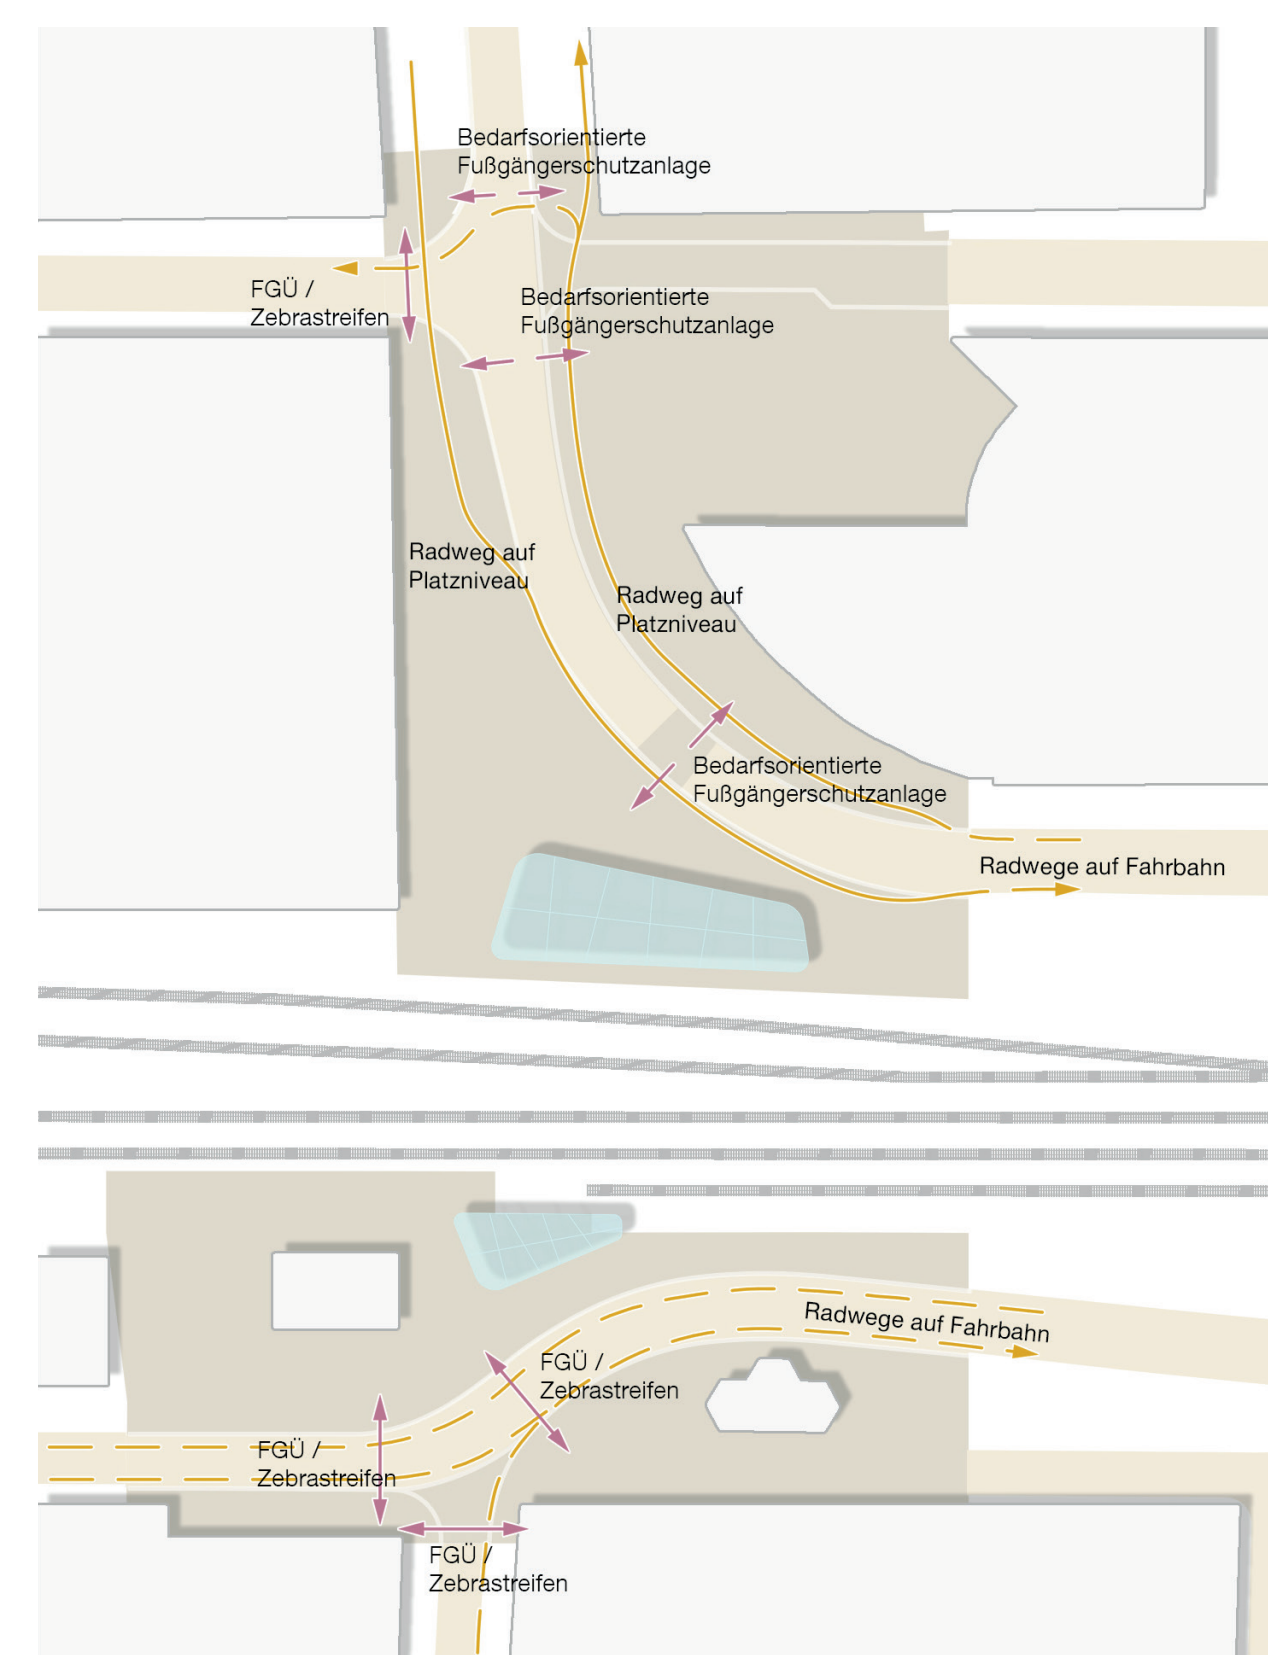 Bedarfsorientierte
Fußgängerschutzanlage
FGÜ /
Zebrastreifen
Bedarfsorientierte
Fußgängerschutzanlage
Radweg auf
Platzniveau
Radweg auf
Platzniveau
Bedarfsorientierte
Fußgängerschutzanlage
Radwege auf Fahrbahn
Radwege auf Fahrbahn
FGÜ /
Zebrastreifen
FGÜ /
Zebrastreifen
FGÜ /
Zebrastreifen